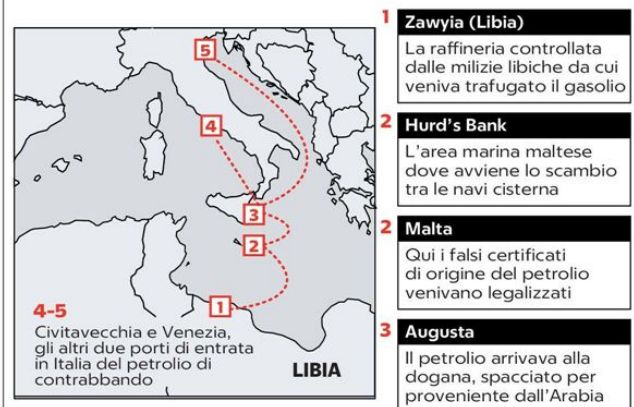 5
4
3
2
1
4-5
Civitavecchia e Venezia,
gli altri due porti di entrata
in Italia del petrolio di
contrabbando
LIBIA
1 Zawyia (Libia)
La raffineria controllata
dalle milizie libiche da cui
veniva trafugato il gasolio
2 Hurd's Bank
L'area marina maltese
dove avviene lo scambio
tra le navi cisterna
2 Malta
Qui i falsi certificati
di origine del petrolio
venivano legalizzati
3 Augusta
Il petrolio arrivava alla
dogana, spacciato per
proveniente dall'Arabia